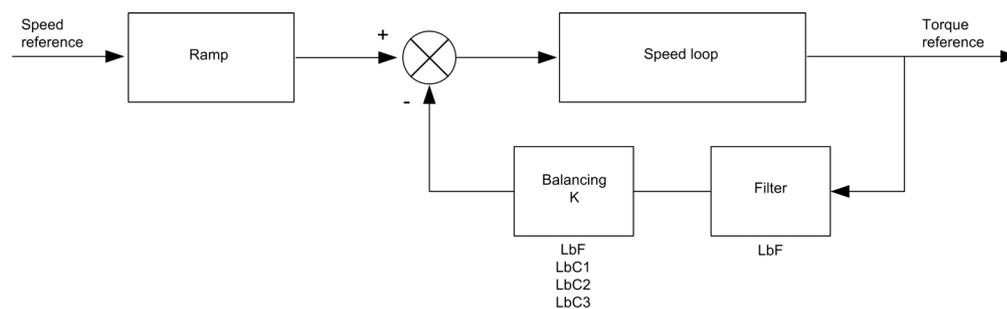 Speed
reference
Ramp
+
-
Speed loop
Torque
reference
Balancing
K
Filter
LbF
LbC1
LbC2
LbC3
LbF